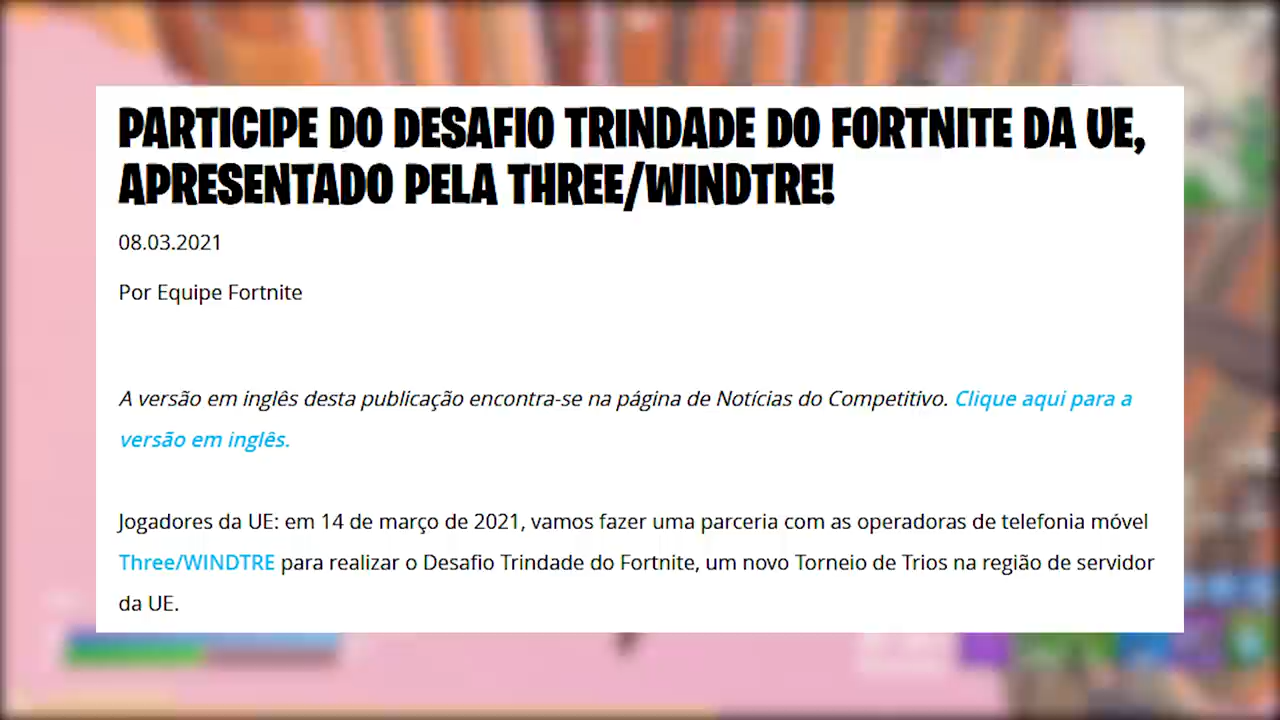 PARTICIPE DO DESAFIO TRINDADE DO FORTNITE DA UE,
APRESENTADO PELA THREE/WINDTRE!
08.03.2021
Por Equipe Fortnite
A versão em inglês desta publicação encontra-se na página de Notícias do Competitivo. Clique aqui para a
versão em inglês.
Jogadores da UE: em 14 de março de 2021, vamos fazer uma parceria com as operadoras de telefonia móvel
Three/WINDTRE para realizar o Desafio Trindade do Fortnite, um novo Torneio de Trios na região de servidor
da UE.